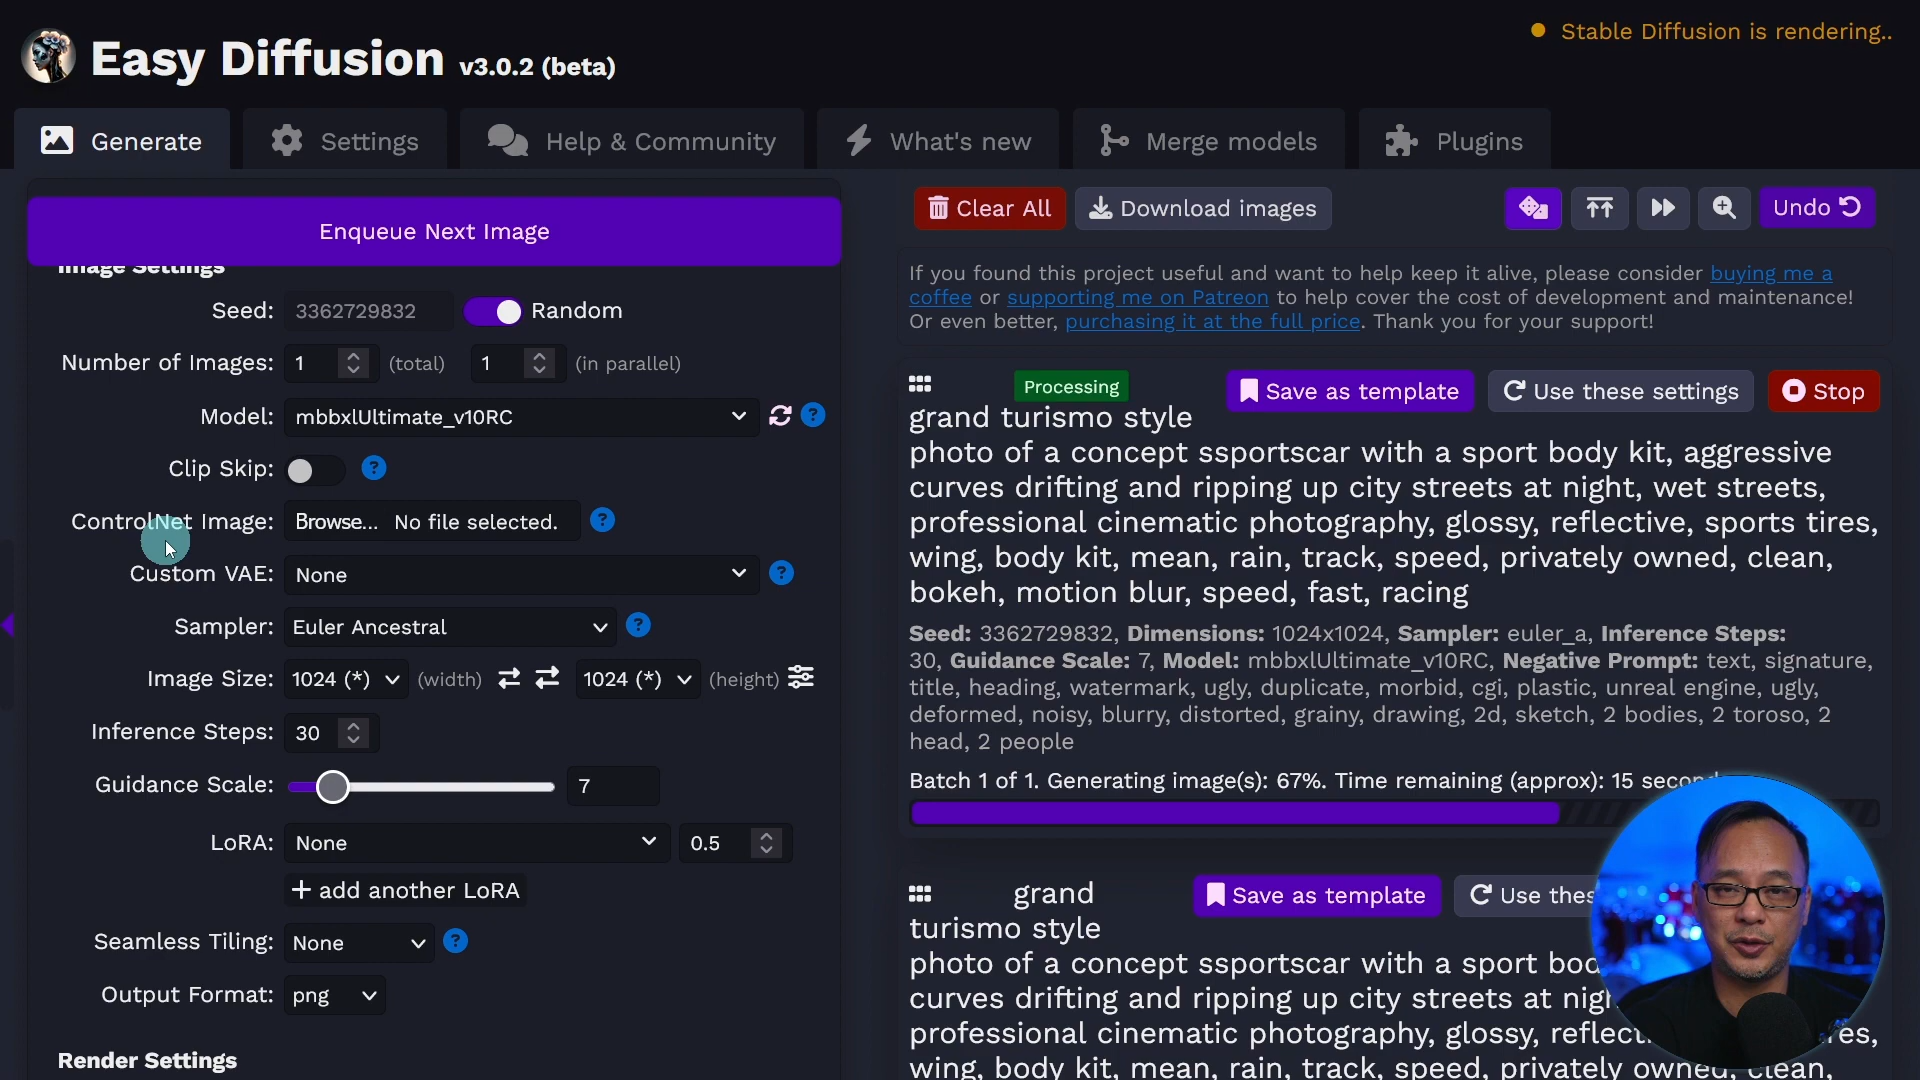 Easy Diffusion v3.0.2 (beta)
Stable Diffusion is rendering..
Generate
Settings
Help & Community
What's new
Merge models
Plugins
Enqueue Next Image
Image Settings
Seed: 3362729832 Random
Number of Images: 1 (total) 1 (in parallel)
Model: mbbxlUltimate_v10RC ?
Clip Skip: ?
ControlNet Image: Browse... No file selected. ?
Custom VAE: None ?
Sampler: Euler Ancestral ?
Image Size: 1024 (*) (width) 1024 (*) (height)
Inference Steps: 30
Guidance Scale: 7
LoRA: None 0.5
+ add another LoRA
Seamless Tiling: None ?
Output Format: png
Render Settings
Clear All
Download images
Undo
If you found this project useful and want to help keep it alive, please consider buying me a
coffee or supporting me on Patreon to help cover the cost of development and maintenance!
Or even better, purchasing it at the full price. Thank you for your support!
Processing
Save as template
Use these settings
Stop
grand turismo style
photo of a concept ssportscar with a sport body kit, aggressive
curves drifting and ripping up city streets at night, wet streets,
professional cinematic photography, glossy, reflective, sports tires,
wing, body kit, mean, rain, track, speed, privately owned, clean,
bokeh, motion blur, speed, fast, racing
Seed: 3362729832, Dimensions: 1024x1024, Sampler: euler_a, Inference Steps:
30, Guidance Scale: 7, Model: mbbxlUltimate_v10RC, Negative Prompt: text, signature,
title, heading, watermark, ugly, duplicate, morbid, cgi, plastic, unreal engine, ugly,
deformed, noisy, blurry, distorted, grainy, drawing, 2d, sketch, 2 bodies, 2 toroso, 2
head, 2 people
Batch 1 of 1. Generating image(s): 67%. Time remaining (approx): 15
grand
Save as template
Use
turismo style
photo of a concept ssportscar with a sport
curves drifting and ripping up city streets at
professional cinematic photography, glossy,
wing, body kit, mean, rain, track, speed, privately owned, clean,